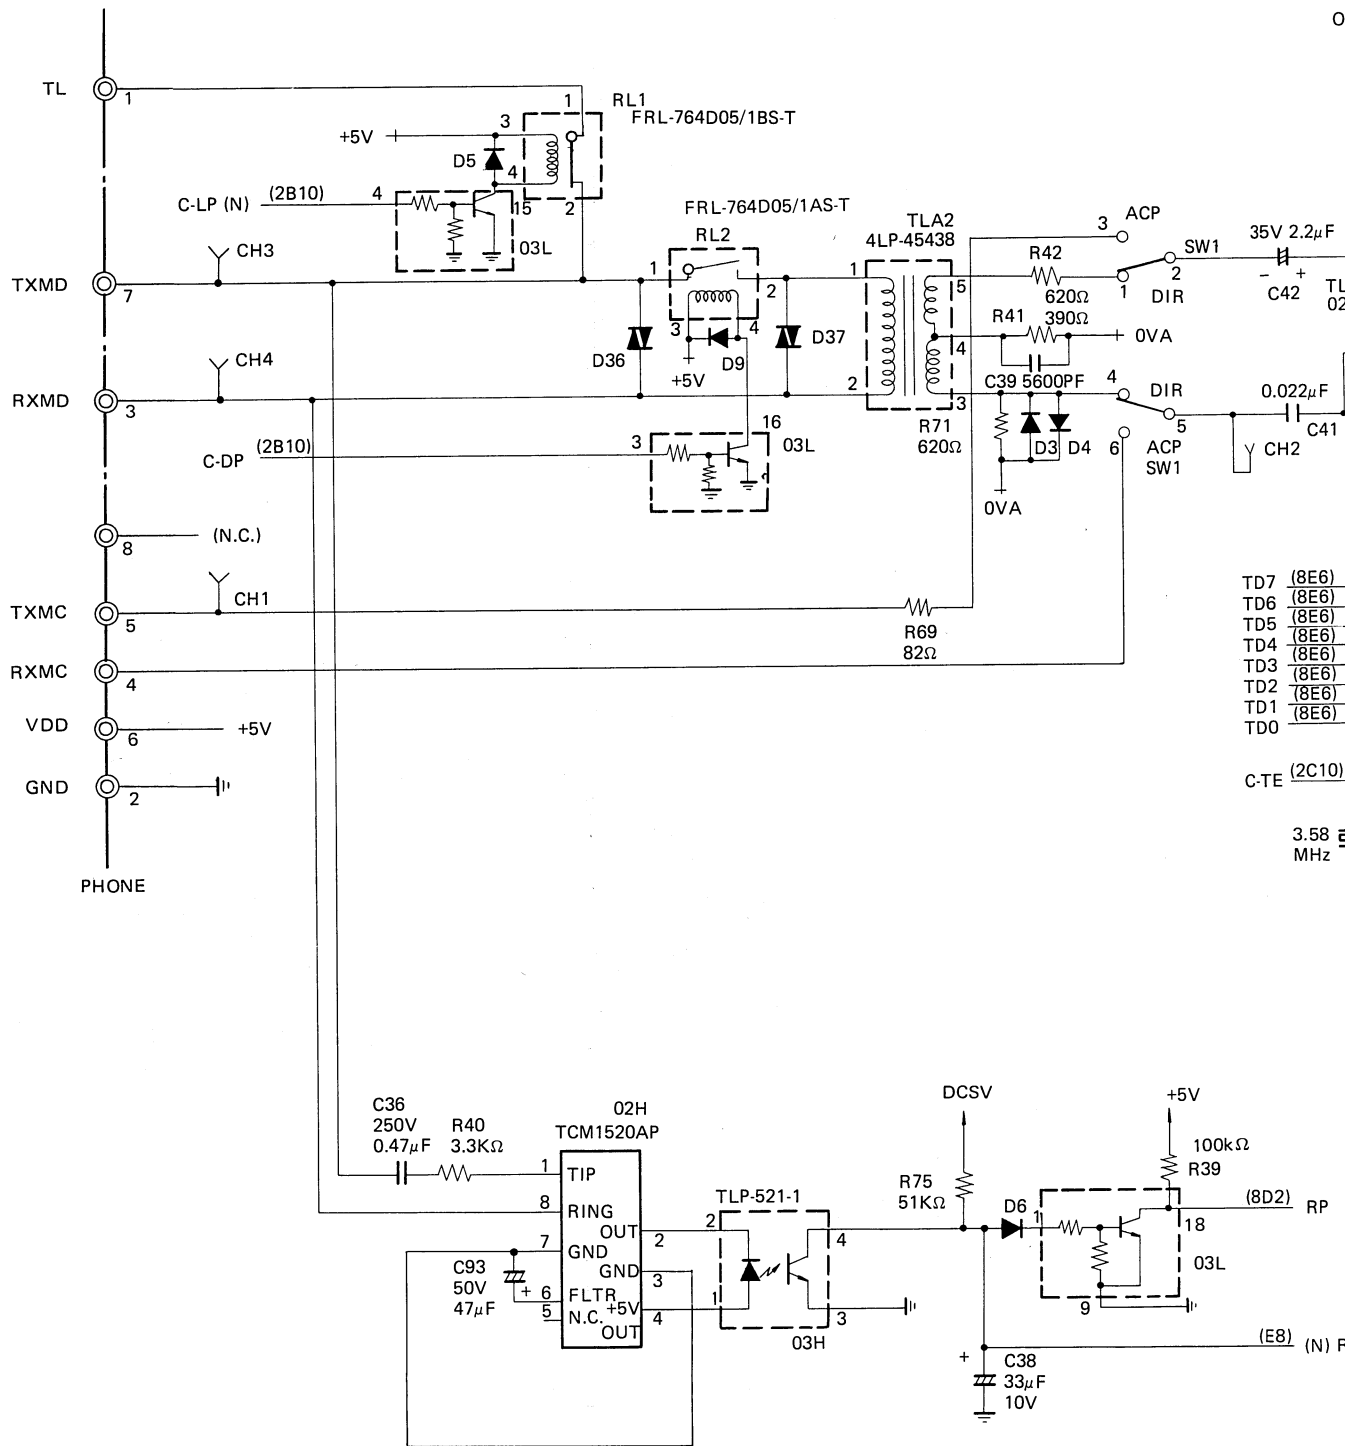 O
TL
1
1
RL1
FRL-764D05/1BS-T
3
+5V
D5
4
C-LP (N)
(2B10)
4
15
2
03L
FRL-764D05/1AS-T
RL2
TLA2
4LP-45438
3
ACP
35V 2.2μF
CH3
R42
SW1
TXMD
7
1
2
1
5
620Ω
1
2
DIR
−
+
C42
TL
02
R41
390Ω
0VA
3
4
D36
D9
D37
4
+5V
CH4
2
C39 5600PF
4
DIR
0.022μF
RXMD
3
3
5
C41
R71
620Ω
D3
D4
6
ACP
SW1
CH2
16
03L
C-DP
(2B10)
3
0VA
8
(N.C.)
CH1
TXMC
5
R69
82Ω
RXMC
4
VDD
6
+5V
GND
2
PHONE
TD7 (8E6)
TD6 (8E6)
TD5 (8E6)
TD4 (8E6)
TD3 (8E6)
TD2 (8E6)
TD1 (8E6)
TD0 (8E6)
C-TE (2C10)
3.58
MHz
C36
250V
0.47μF
R40
3.3KΩ
02H
TCM1520AP
1
TIP
8
RING
OUT
2
7
GND
GND
3
C93
50V
47μF
+
6
FLTR
5
N.C.
+5V
OUT
4
TLP-521-1
2
4
1
3
03H
DCSV
R75
51KΩ
D6
1
+5V
100kΩ
R39
18
(8D2)
RP
03L
9
(E8)
(N) R
+
C38
33μF
10V